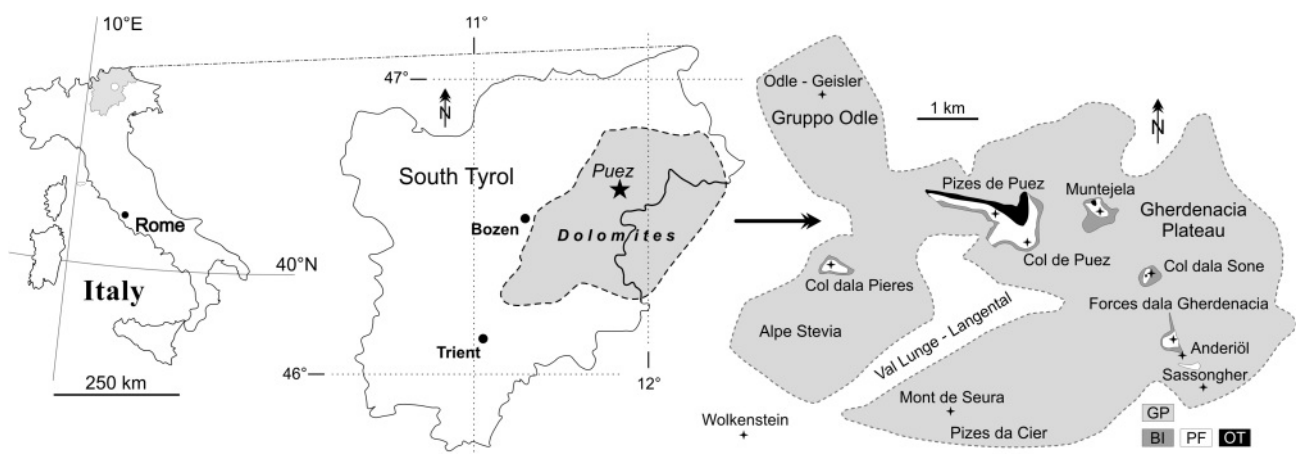 10°E
N
Rome
40°N
Italy
250 km
11°
47°
N
South Tyrol
Puez
Bozen
Dolomites
Trient
46°
12°
Odle - Geisler
Gruppo Odle
1 km
N
Pizes de Puez
Muntejela
Gherdenacia
Plateau
Col de Puez
Col dala Sone
Col dala Pieres
Forces dala Gherdenacia
Alpe Stevia
Val Lunge - Langental
Anderiöl
Sassongher
Mont de Seura
Pizes da Cier
Wolkenstein
GP
BI PF OT